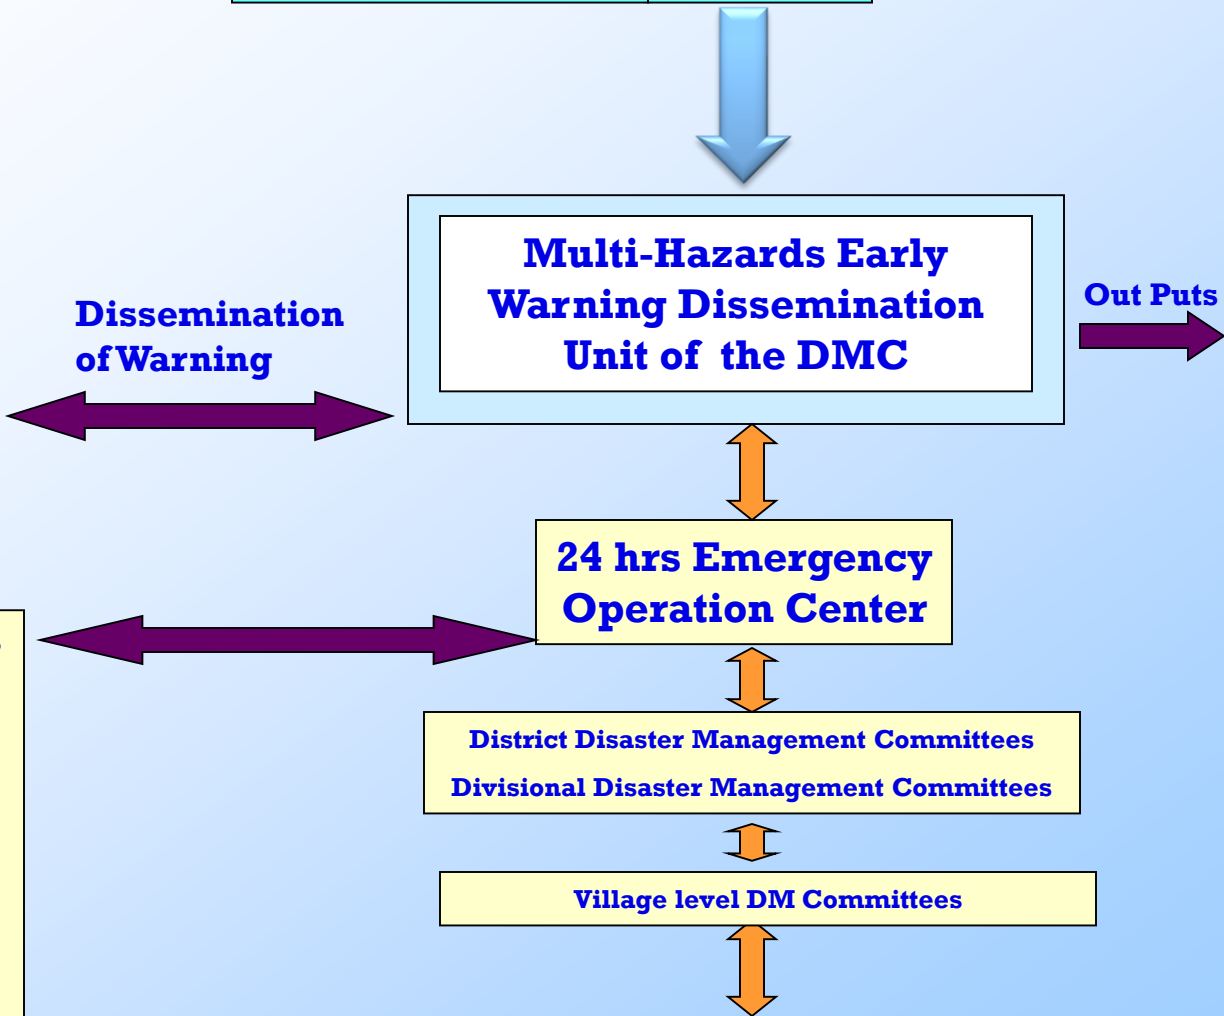 Multi-Hazards Early
Warning Dissemination
Unit of the DMC
Out Puts
Dissemination
of Warning
24 hrs Emergency
Operation Center
District Disaster Management Committees
Divisional Disaster Management Committees
Village level DM Committees